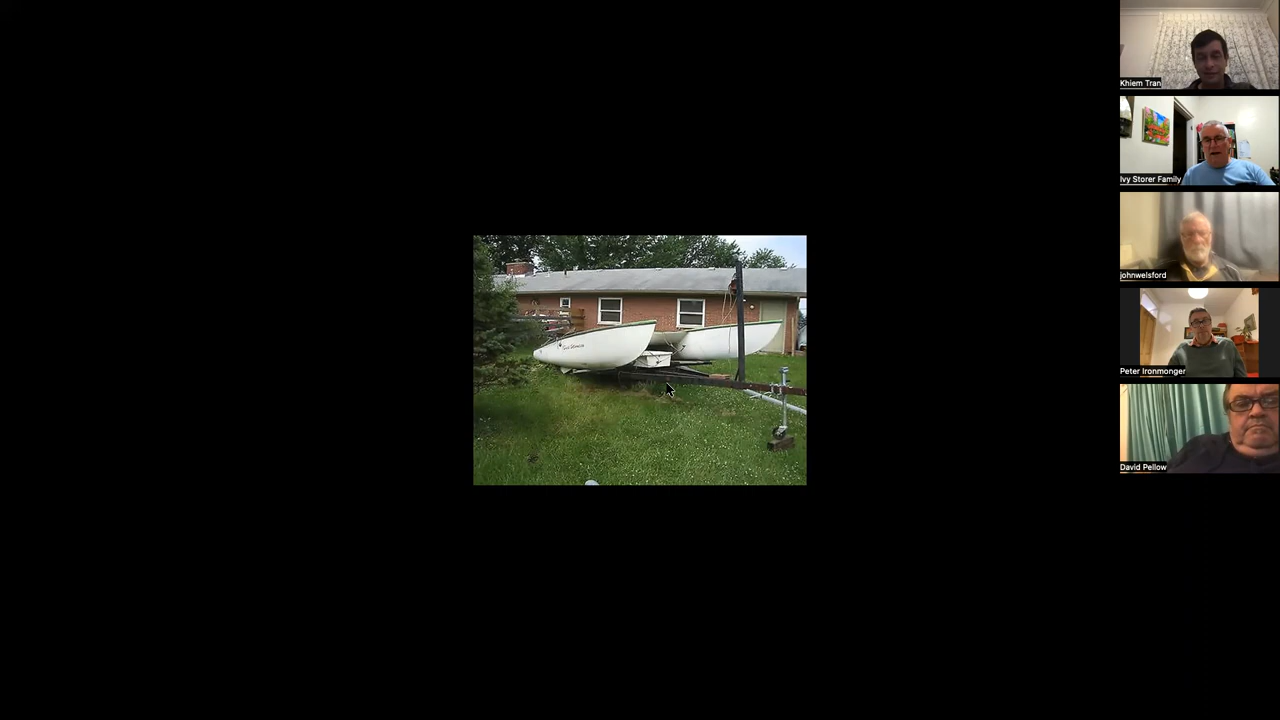 Khiem Tran
Ivy Storer Family
johnwelsford
Peter Ironmonger
David Pellow